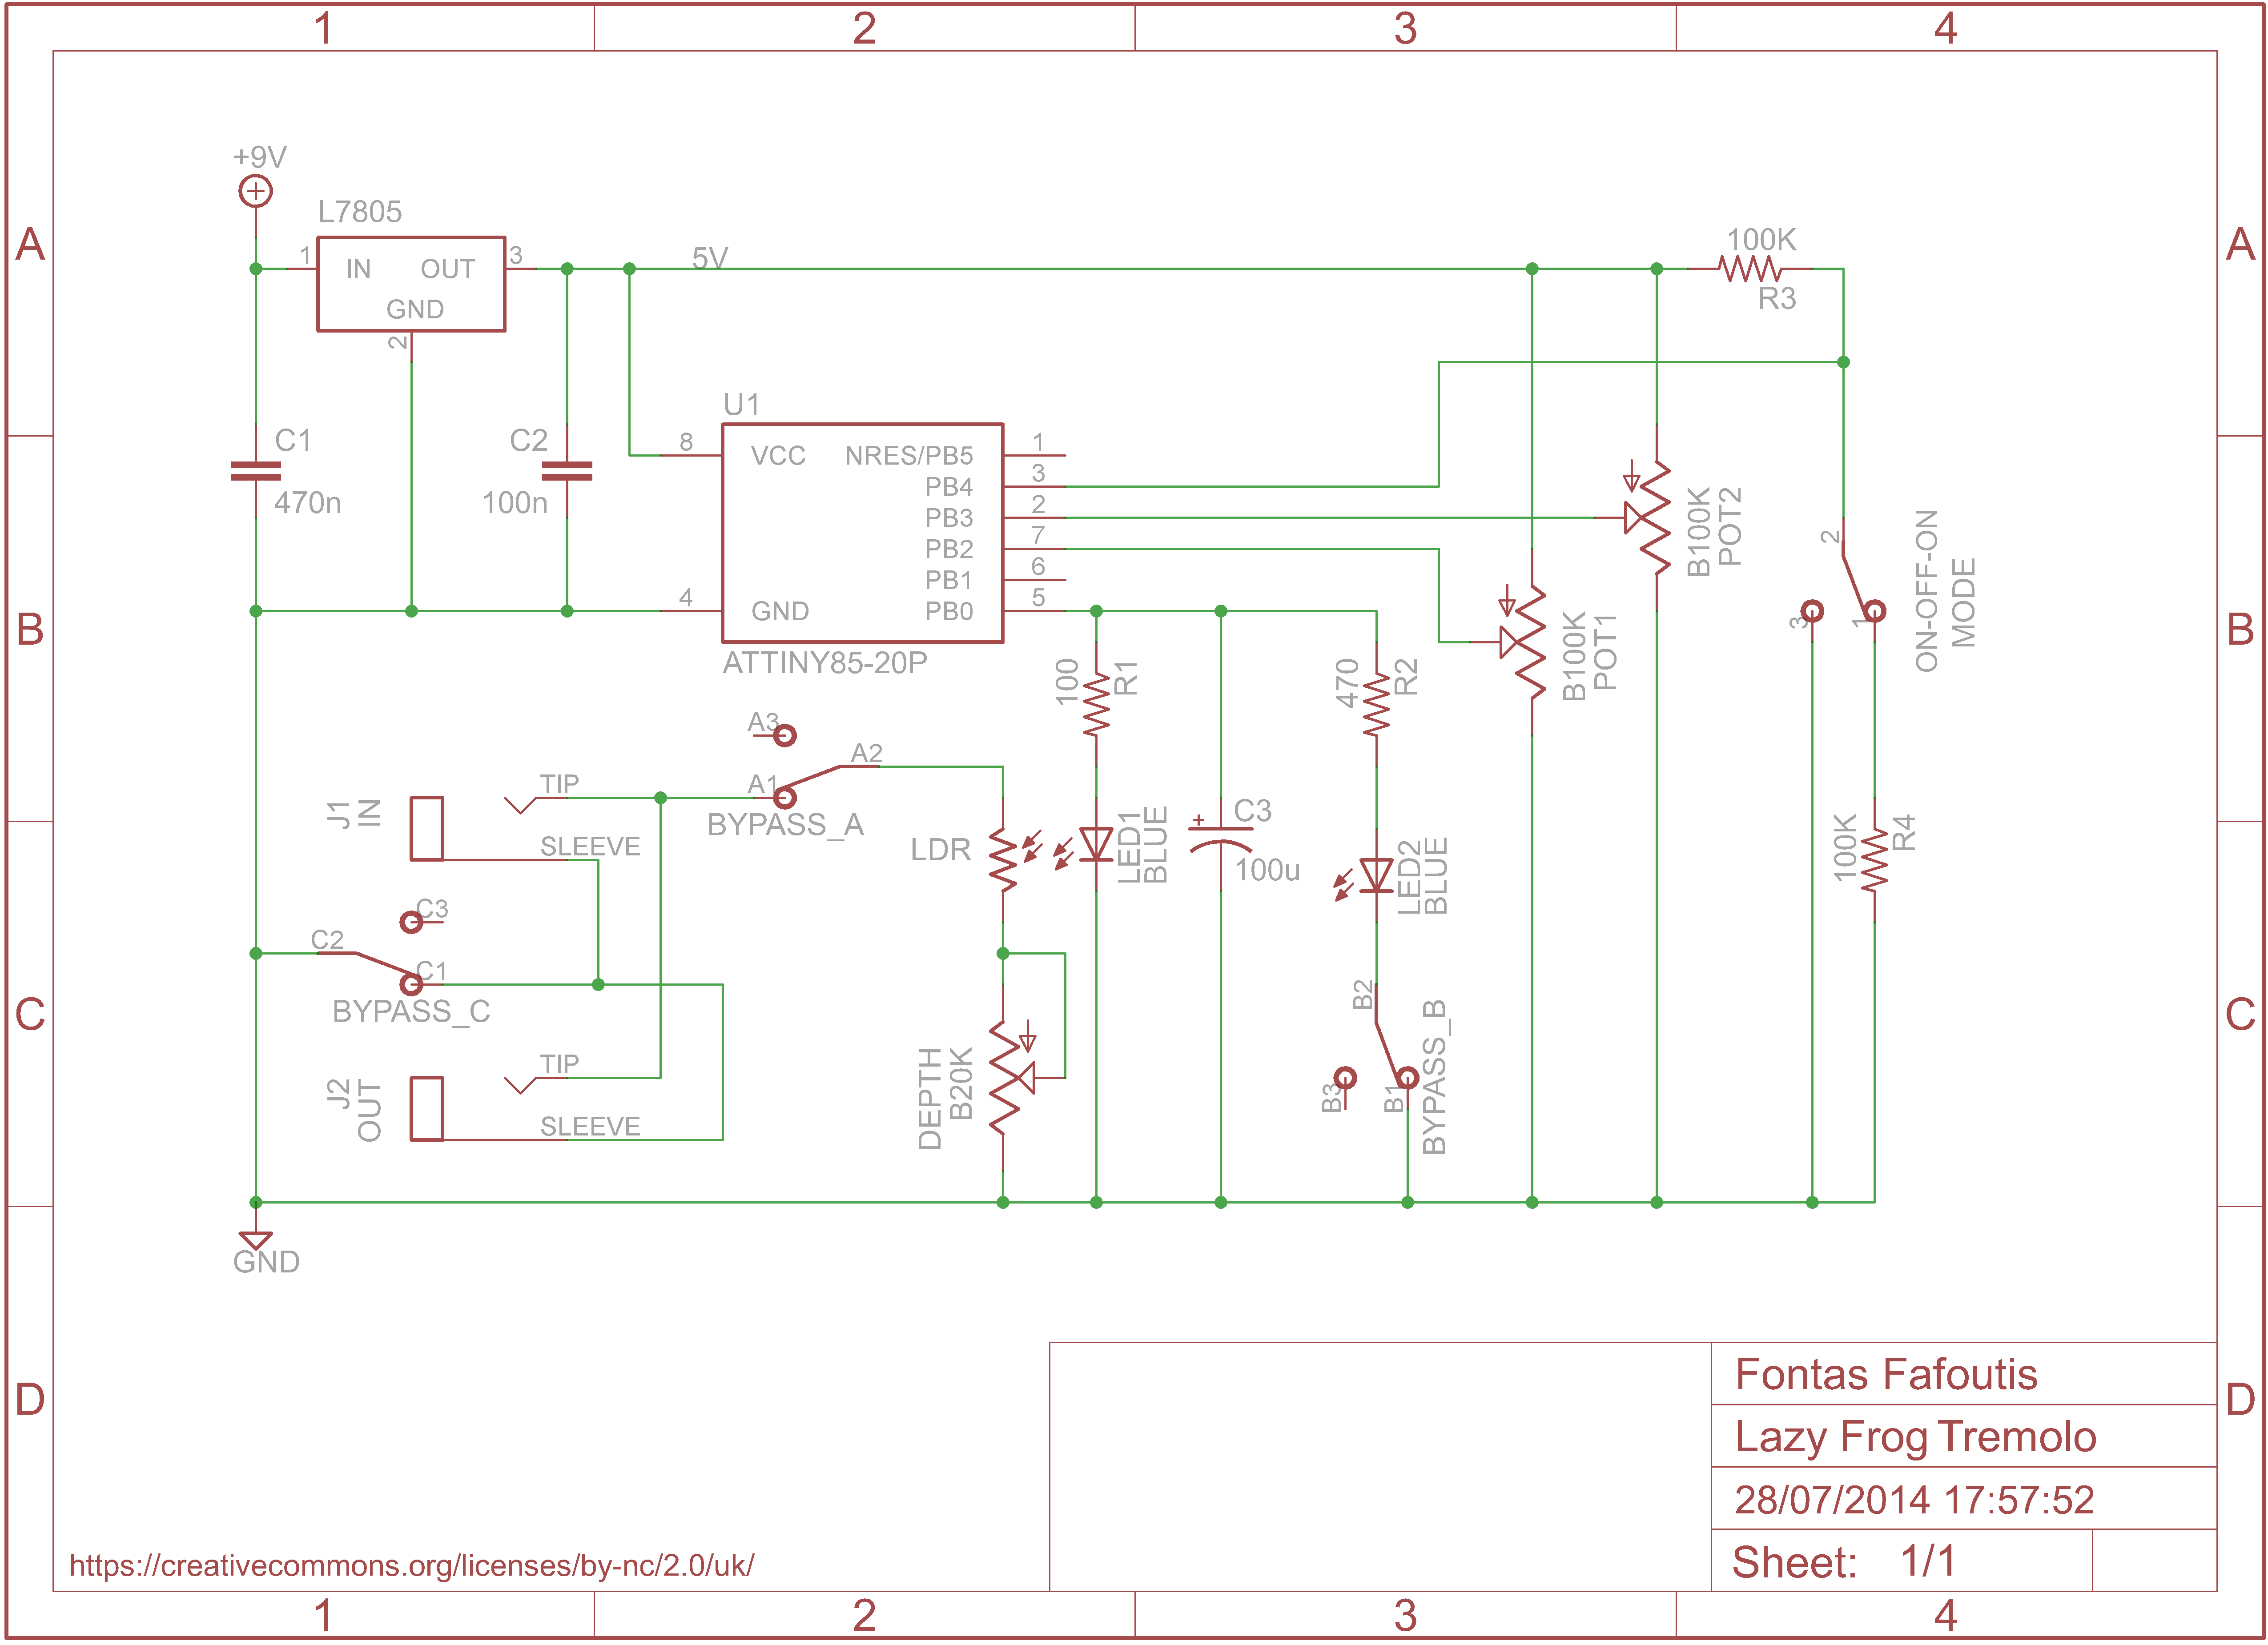 1 2 3 4
A A
B B
C C
D D
+9V
L7805
1 IN OUT 3
GND
2
5V
100K
R3
C1
470n
C2
100n
U1
8 VCC NRES/PB5 1
PB4 3
PB3 2
PB2 7
PB1 6
4 GND PB0 5
ATTINY85-20P
B100K
POT2
B100K
POT1
2
3
1
ON-OFF-ON
MODE
100
R1
470
R2
A3
A2
A1
BYPASS_A
J1
IN
TIP
SLEEVE
LDR
LED1
BLUE
+
C3
100u
LED2
BLUE
100K
R4
C3
C2
C1
BYPASS_C
J2
OUT
TIP
SLEEVE
DEPTH
B20K
B2
B3
B1
BYPASS_B
GND
Fontas Fafoutis
Lazy Frog Tremolo
28/07/2014 17:57:52
Sheet: 1/1
https://creativecommons.org/licenses/by-nc/2.0/uk/
1 2 3 4